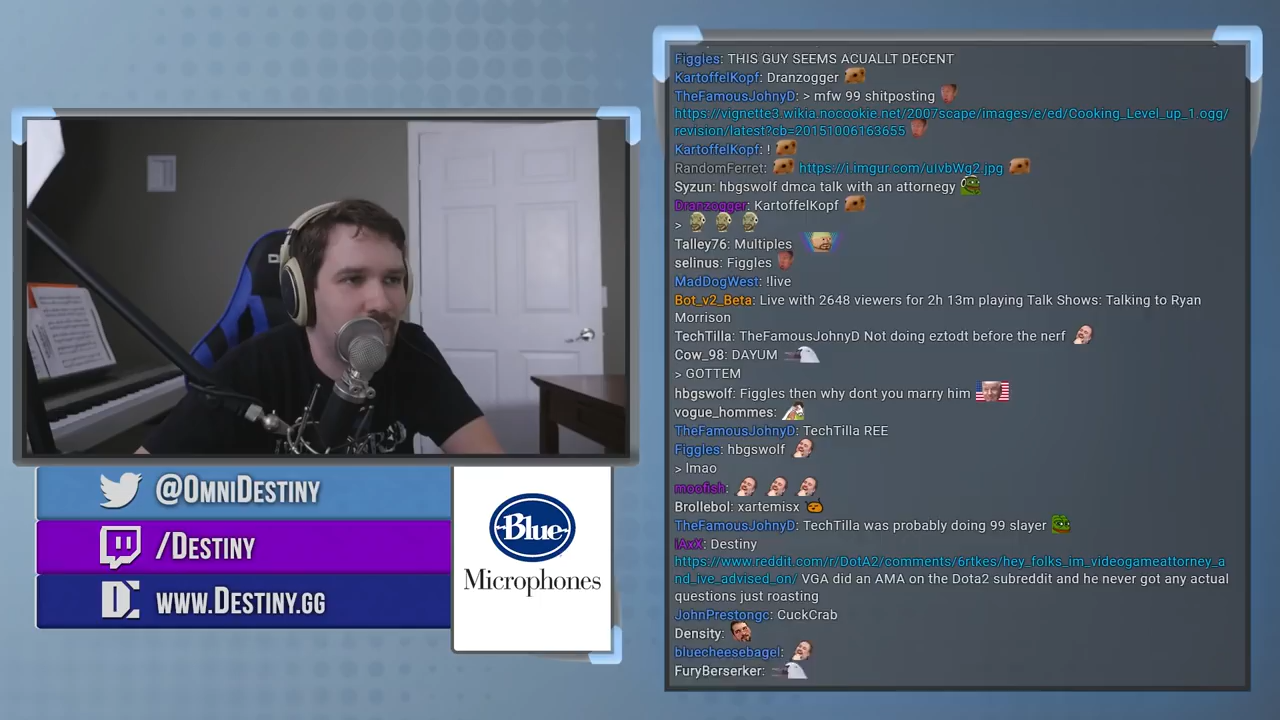 @OmniDestiny
/Destiny
www.Destiny.gg
Blue
Microphones
Figgles: THIS GUY SEEMS ACUALLT DECENT
KartoffelKopf: Dranzogger
TheFamousJohnyD: > mfw 99 shitposting
https://vignette3.wikia.nocookie.net/2007scape/images/e/ed/Cooking_Level_up_1.ogg/
revision/latest?cb=20151006163655
KartoffelKopf: !
RandomFerret: https://i.imgur.com/uIvbWg2.jpg
Syzun: hbgswolf dmca talk with an attornegy
Dranzogger: KartoffelKopf
>
Talley76: Multiples
selinus: Figgles
MadDogWest: !live
Bot_v2_Beta: Live with 2648 viewers for 2h 13m playing Talk Shows: Talking to Ryan
Morrison
TechTilla: TheFamousJohnyD Not doing eztodt before the nerf
Cow_98: DAYUM
> GOTTEM
hbgswolf: Figgles then why dont you marry him
vogue_hommes:
TheFamousJohnyD: TechTilla REE
Figgles: hbgswolf
> lmao
moofish:
Brollebol: xartemisx
TheFamousJohnyD: TechTilla was probably doing 99 slayer
iAxX: Destiny
https://www.reddit.com/r/DotA2/comments/6rtkes/hey_folks_im_videogameattorney_a
nd_ive_advised_on/ VGA did an AMA on the Dota2 subreddit and he never got any actual
questions just roasting
JohnPrestongc: CuckCrab
Density:
bluecheesebagel:
FuryBerserker: